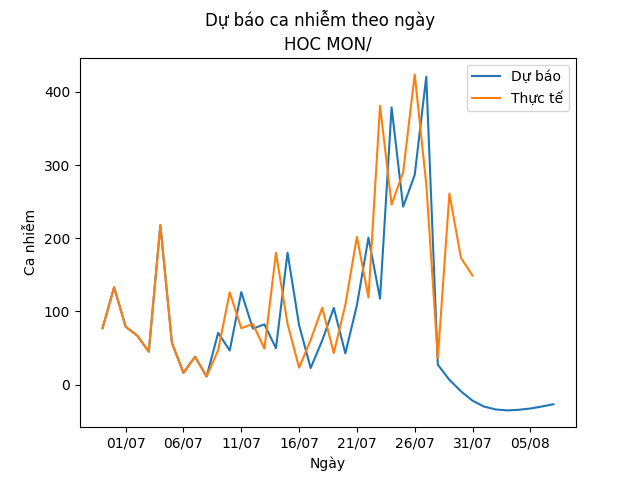 Dự báo ca nhiễm theo ngày
HOC MON/
Dự báo
Thực tế
400
300
200
100
0
Ca nhiễm
01/07 06/07 11/07 16/07 21/07 26/07 31/07 05/08
Ngày